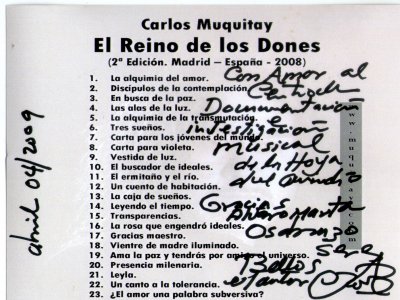 Carlos Muquitay
El Reino de los Dones
(2ª Edición. Madrid – España - 2008)
1. La alquimia del amor.
2. Discípulos de la contemplación.
3. En busca de la paz.
4. Las alas de la luz.
5. La alquimia de la transmutación.
6. Tres sueños.
7. Carta para los jóvenes del mundo.
8. Carta para violeta.
9. Vestida de luz.
10. El buscador de ideales.
11. El ermitaño y el río.
12. Un cuento de habitación.
13. La caja de sueños.
14. Leyendo el tiempo.
15. Transparencias.
16. La rosa que engendró ideales.
17. Gracias maestro.
18. Vientre de madre iluminado.
19. Ama la paz y tendrás por amigo el universo.
20. Presencia milenaria.
21. Leyla.
22. Un canto a la tolerancia.
23. ¿El amor una palabra subversiva?
Con Amor al
Documentación
e
investigación
musical
de la Hoya
del
Gracias
Alvaro Marta
el autor
abril 04/2009